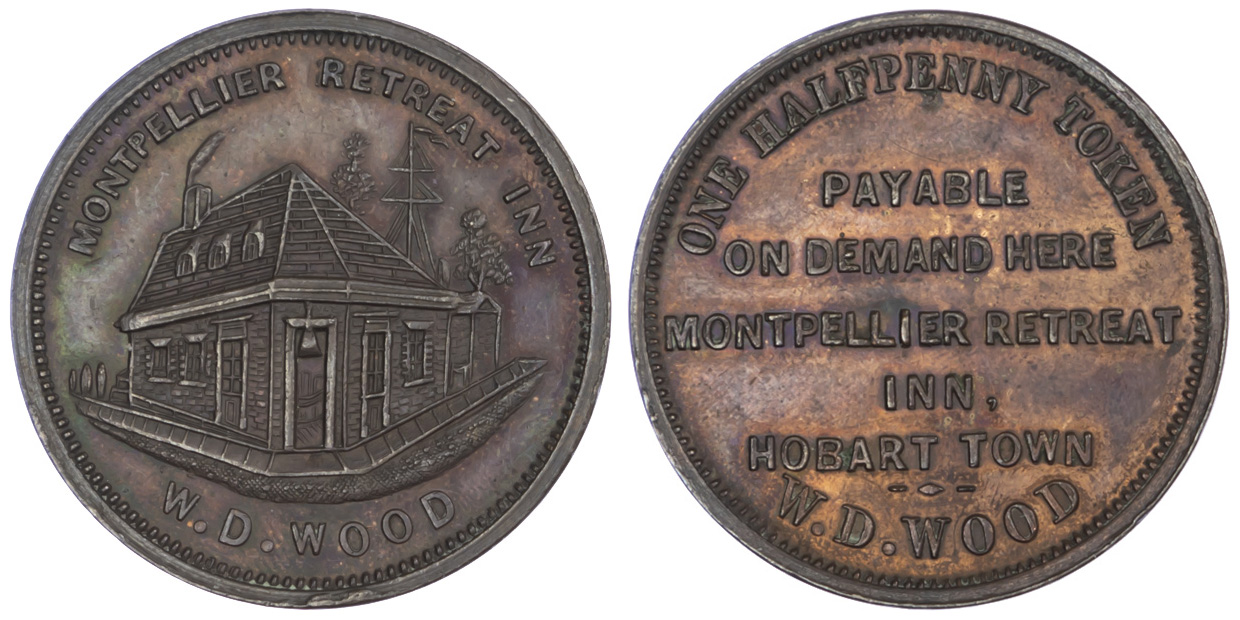 MONTPELLIER RETREAT INN
W. D. WOOD
ONE HALFPENNY TOKEN
PAYABLE
ON DEMAND HERE
MONTPELLIER RETREAT
INN,
HOBART TOWN
W. D. WOOD